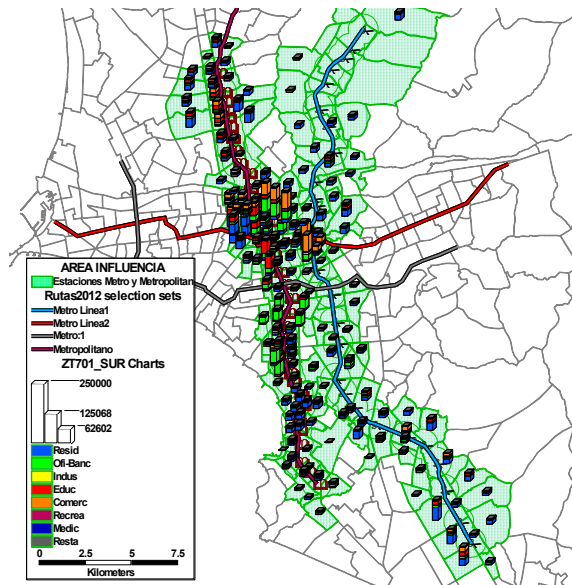 AREA INFLUENCIA
Estaciones Metro y Metropolitan
Rutas2012 selection sets
Metro Linea1
Metro Linea2
Metro:1
Metropolitano
ZT701_SUR Charts
250000
125068
62602
Resid
Ofi-Banc
Indus
Educ
Comerc
Recrea
Medic
Resta
0 2.5 5 7.5
Kilometers